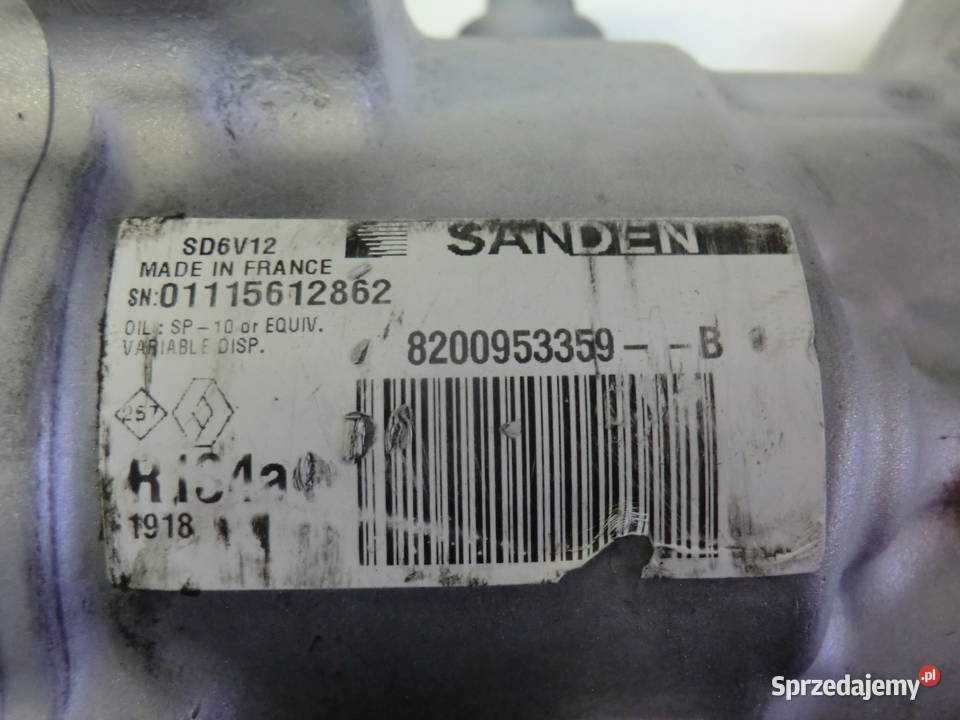 SD6V12
SANDEN
MADE IN FRANCE
SN:01115612862
OIL : SP-10 or EQUIV.
VARIABLE DISP.
8200953359--B
257
1918
Sprzedajemy.pl